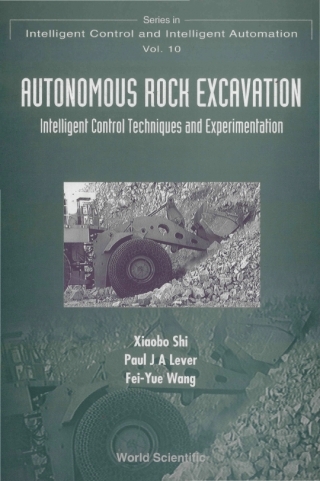 Series in
Intelligent Control and Intelligent Automation
Vol. 10
AUTONOMOUS ROCK EXCAVATION
Intelligent Control Techniques and Experimentation
Xiaobo Shi
Paul J A Lever
Fei-Yue Wang
World Scientific